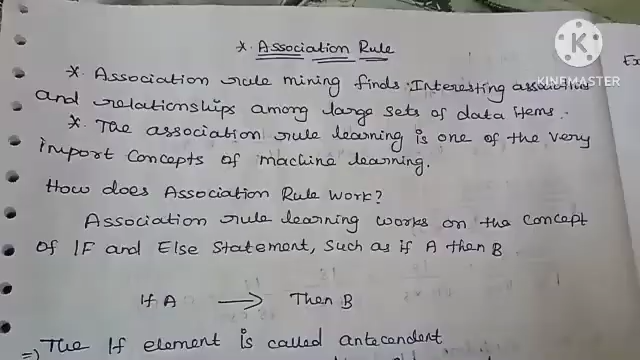 * Association Rule
* Association rule mining finds Interesting
and relationships among large sets of data items.
* The association rule learning is one of the very
import concepts of machine learning.
How does Association Rule Work?
Association rule learning works on the concept
of IF and Else Statement, such as if A then B
If A → Then B
⇒) The If element is called antecendent
K
KINEMASTER
Ex